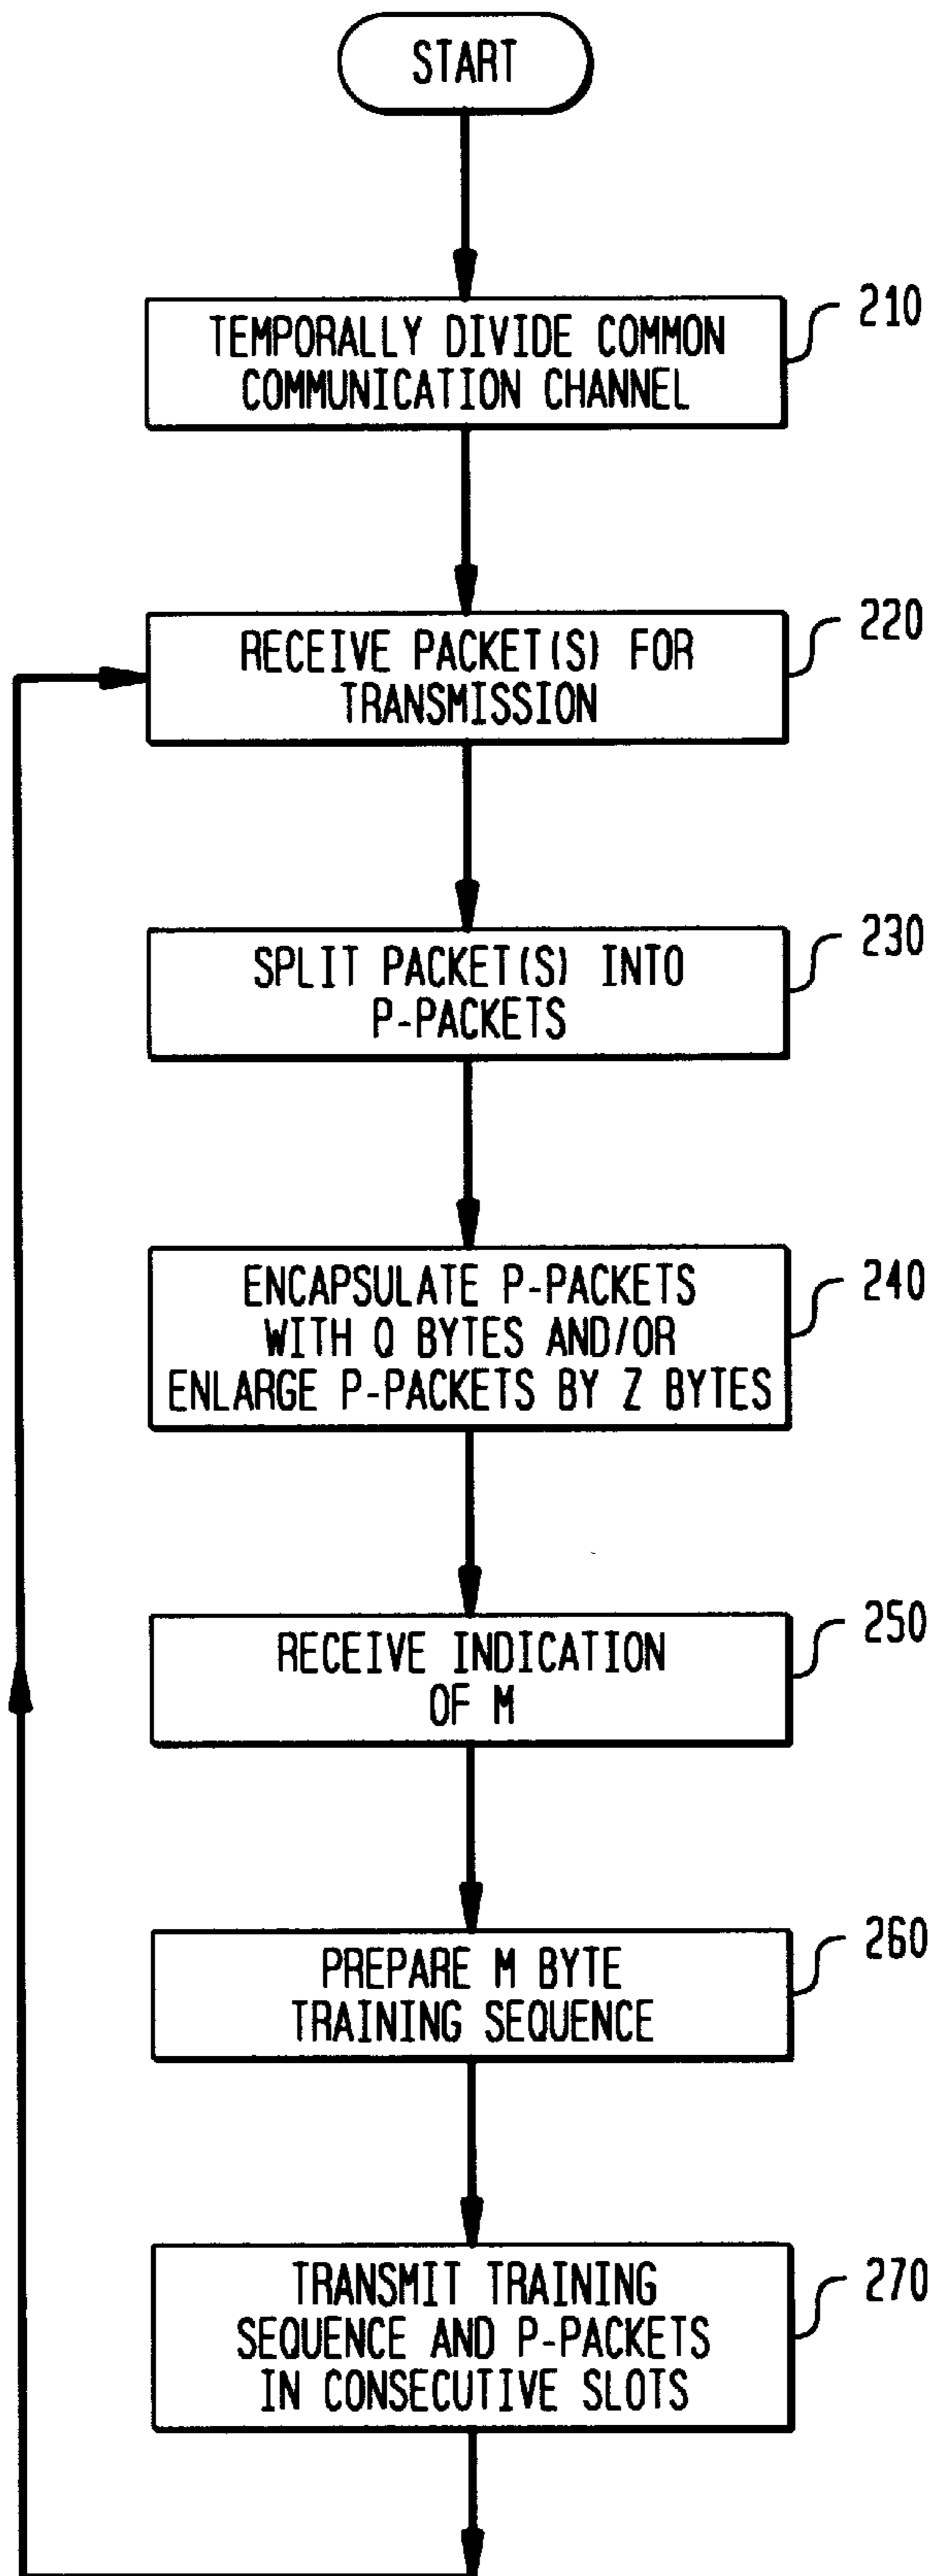 START
TEMPORALLY DIVIDE COMMON
COMMUNICATION CHANNEL
210
RECEIVE PACKET(S) FOR
TRANSMISSION
220
SPLIT PACKET(S) INTO
P-PACKETS
230
ENCAPSULATE P-PACKETS
WITH Q BYTES AND/OR
ENLARGE P-PACKETS BY Z BYTES
240
RECEIVE INDICATION
OF M
250
PREPARE M BYTE
TRAINING SEQUENCE
260
TRANSMIT TRAINING
SEQUENCE AND P-PACKETS
IN CONSECUTIVE SLOTS
270